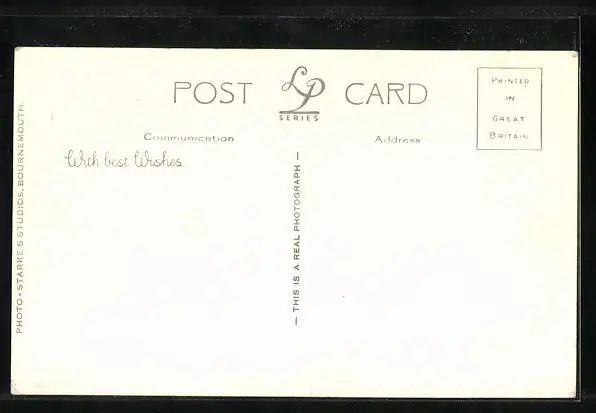 POST LP CARD
SERIES
PRINTED
IN
GREAT
BRITAIN
Communication
Address
With best Wishes
— THIS IS A REAL PHOTOGRAPH —
PHOTO-STARKE'S STUDIOS, BOURNEMOUTH.